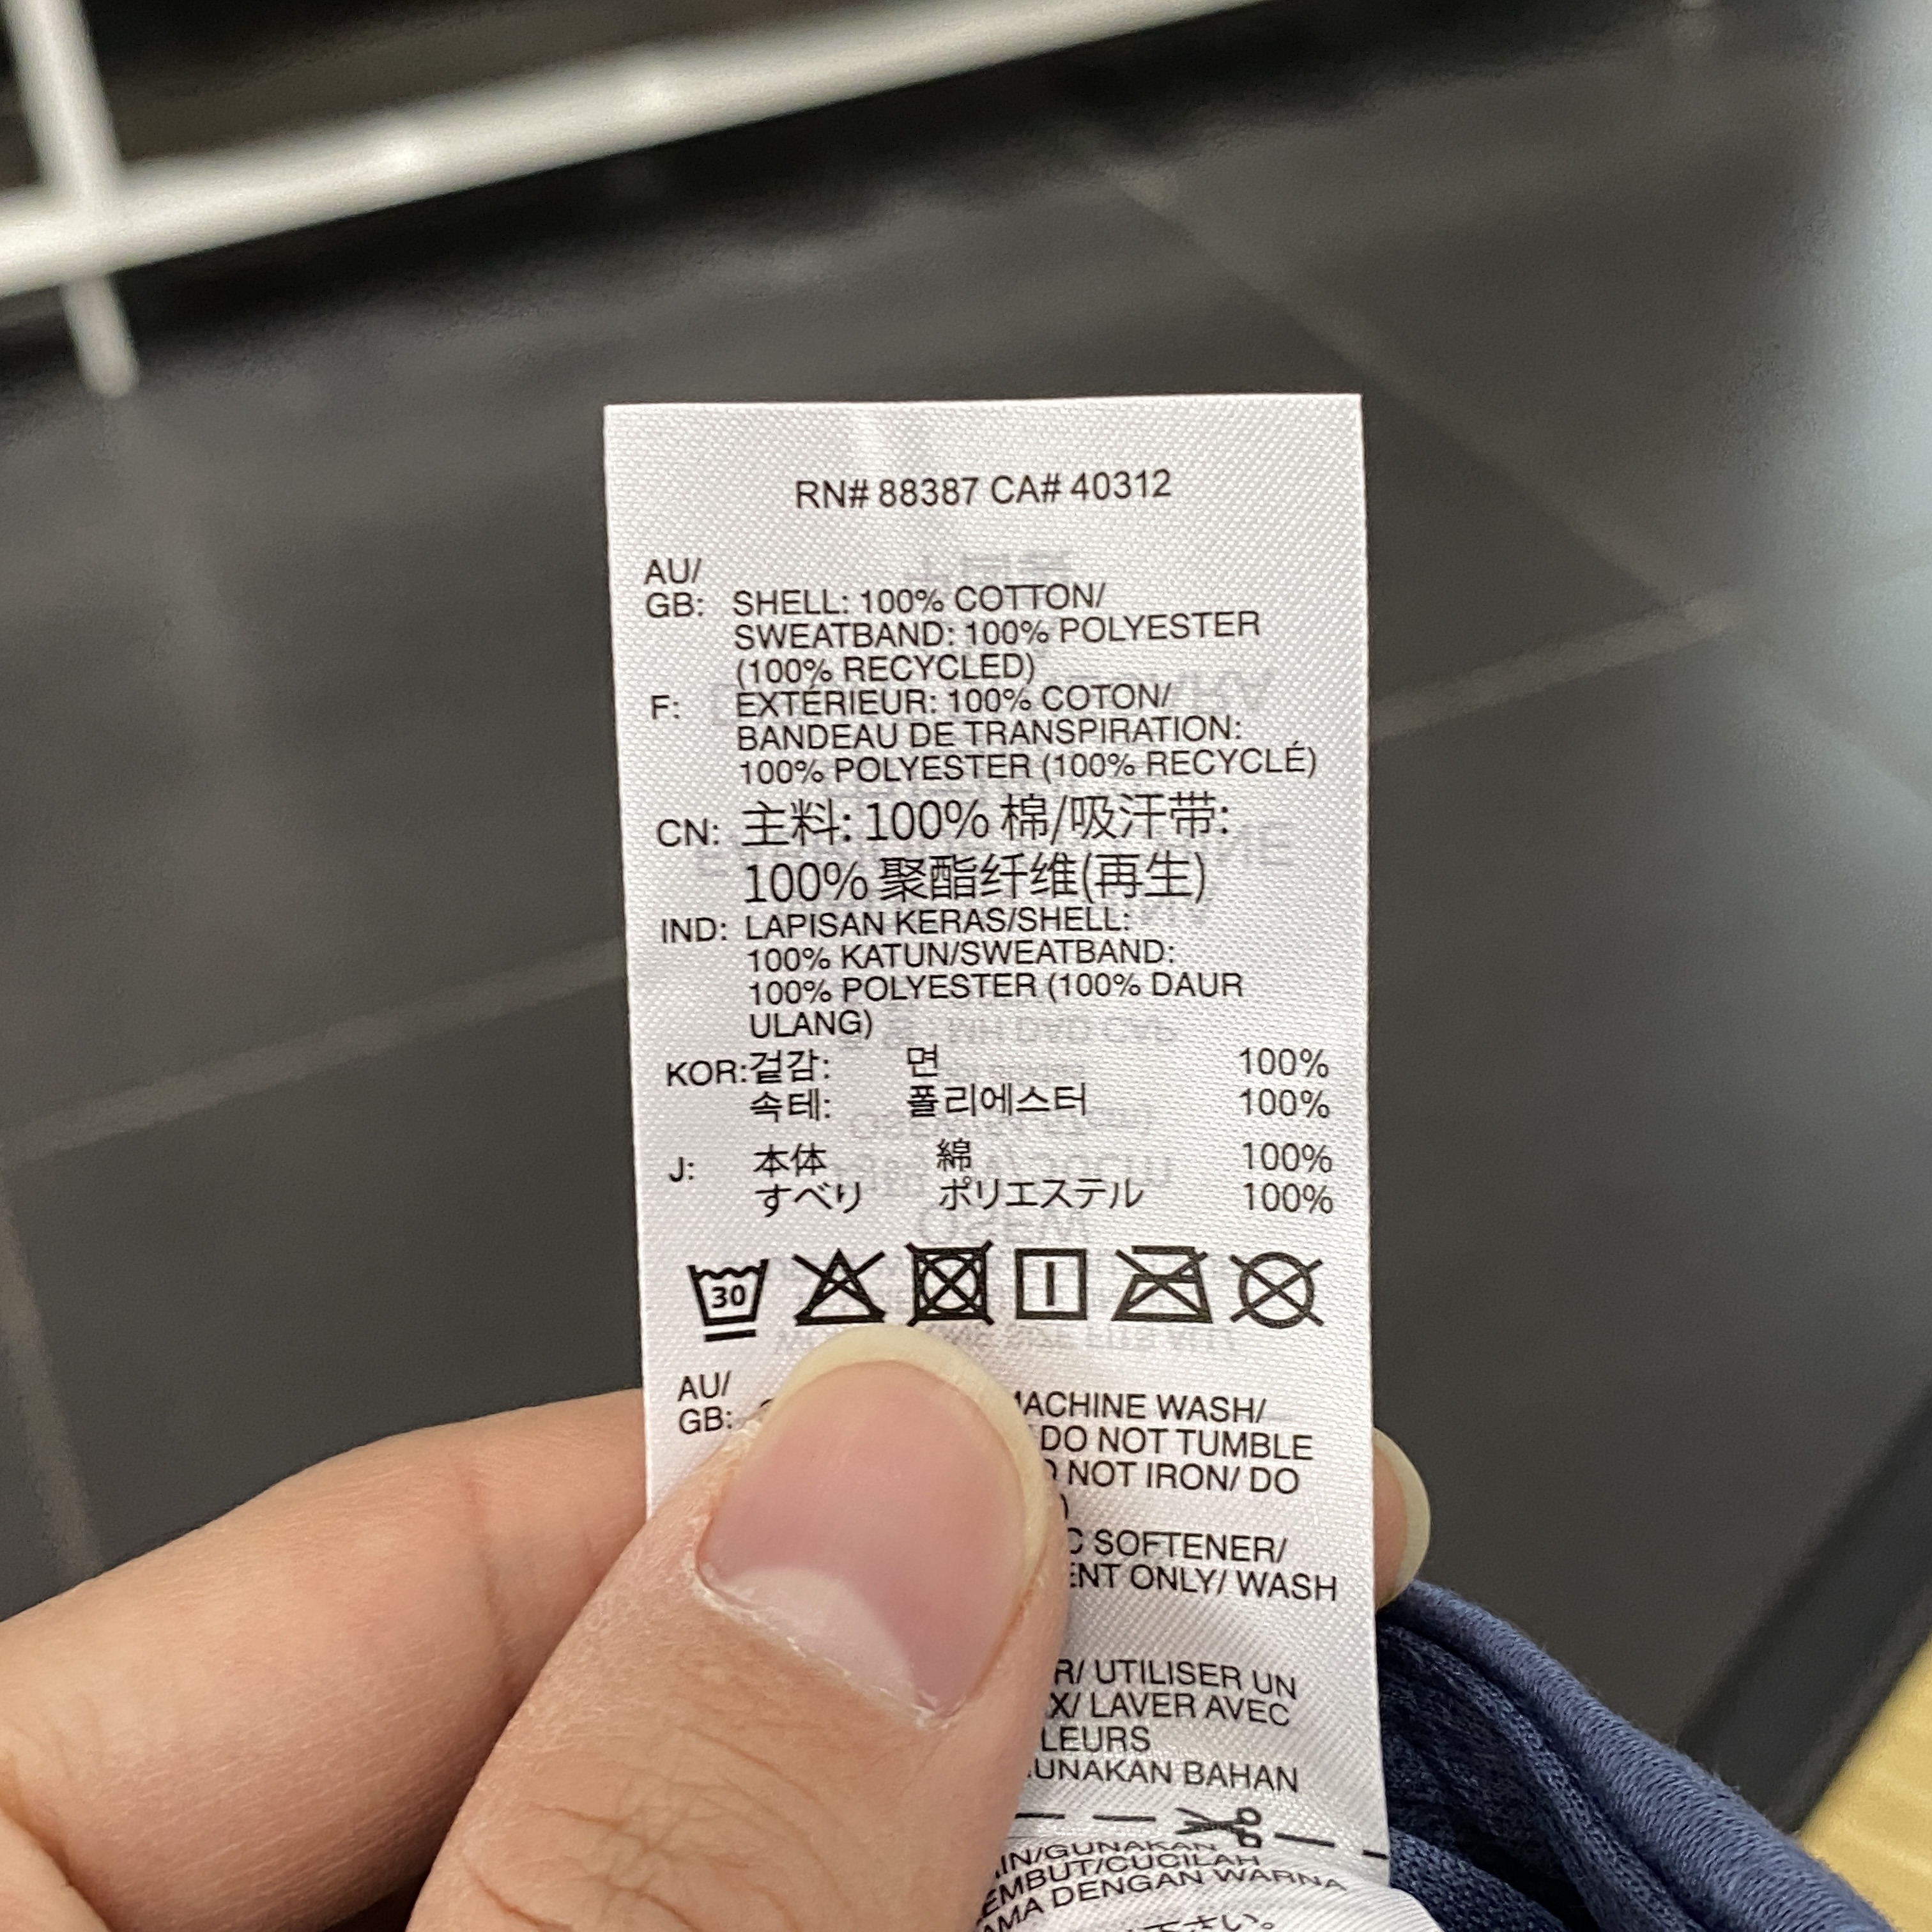 RN# 88387 CA# 40312
AU/
GB: SHELL: 100% COTTON/
SWEATBAND: 100% POLYESTER
(100% RECYCLED)
F: EXTÉRIEUR: 100% COTON/
BANDEAU DE TRANSPIRATION:
100% POLYESTER (100% RECYCLÉ)
CN: 主料: 100% 棉/吸汗带:
100% 聚酯纤维(再生)
IND: LAPISAN KERAS/SHELL:
100% KATUN/SWEATBAND:
100% POLYESTER (100% DAUR
ULANG)
KOR: 겉감: 면 100%
속테: 폴리에스터 100%
J: 本体 綿 100%
すべり ポリエステル 100%
30
AU/
GB: MACHINE WASH/
DO NOT TUMBLE
NOT IRON/ DO
SOFTENER/
ONLY/ WASH
UTILISER UN
LAVER AVEC
BAHAN
DENGAN WARNA